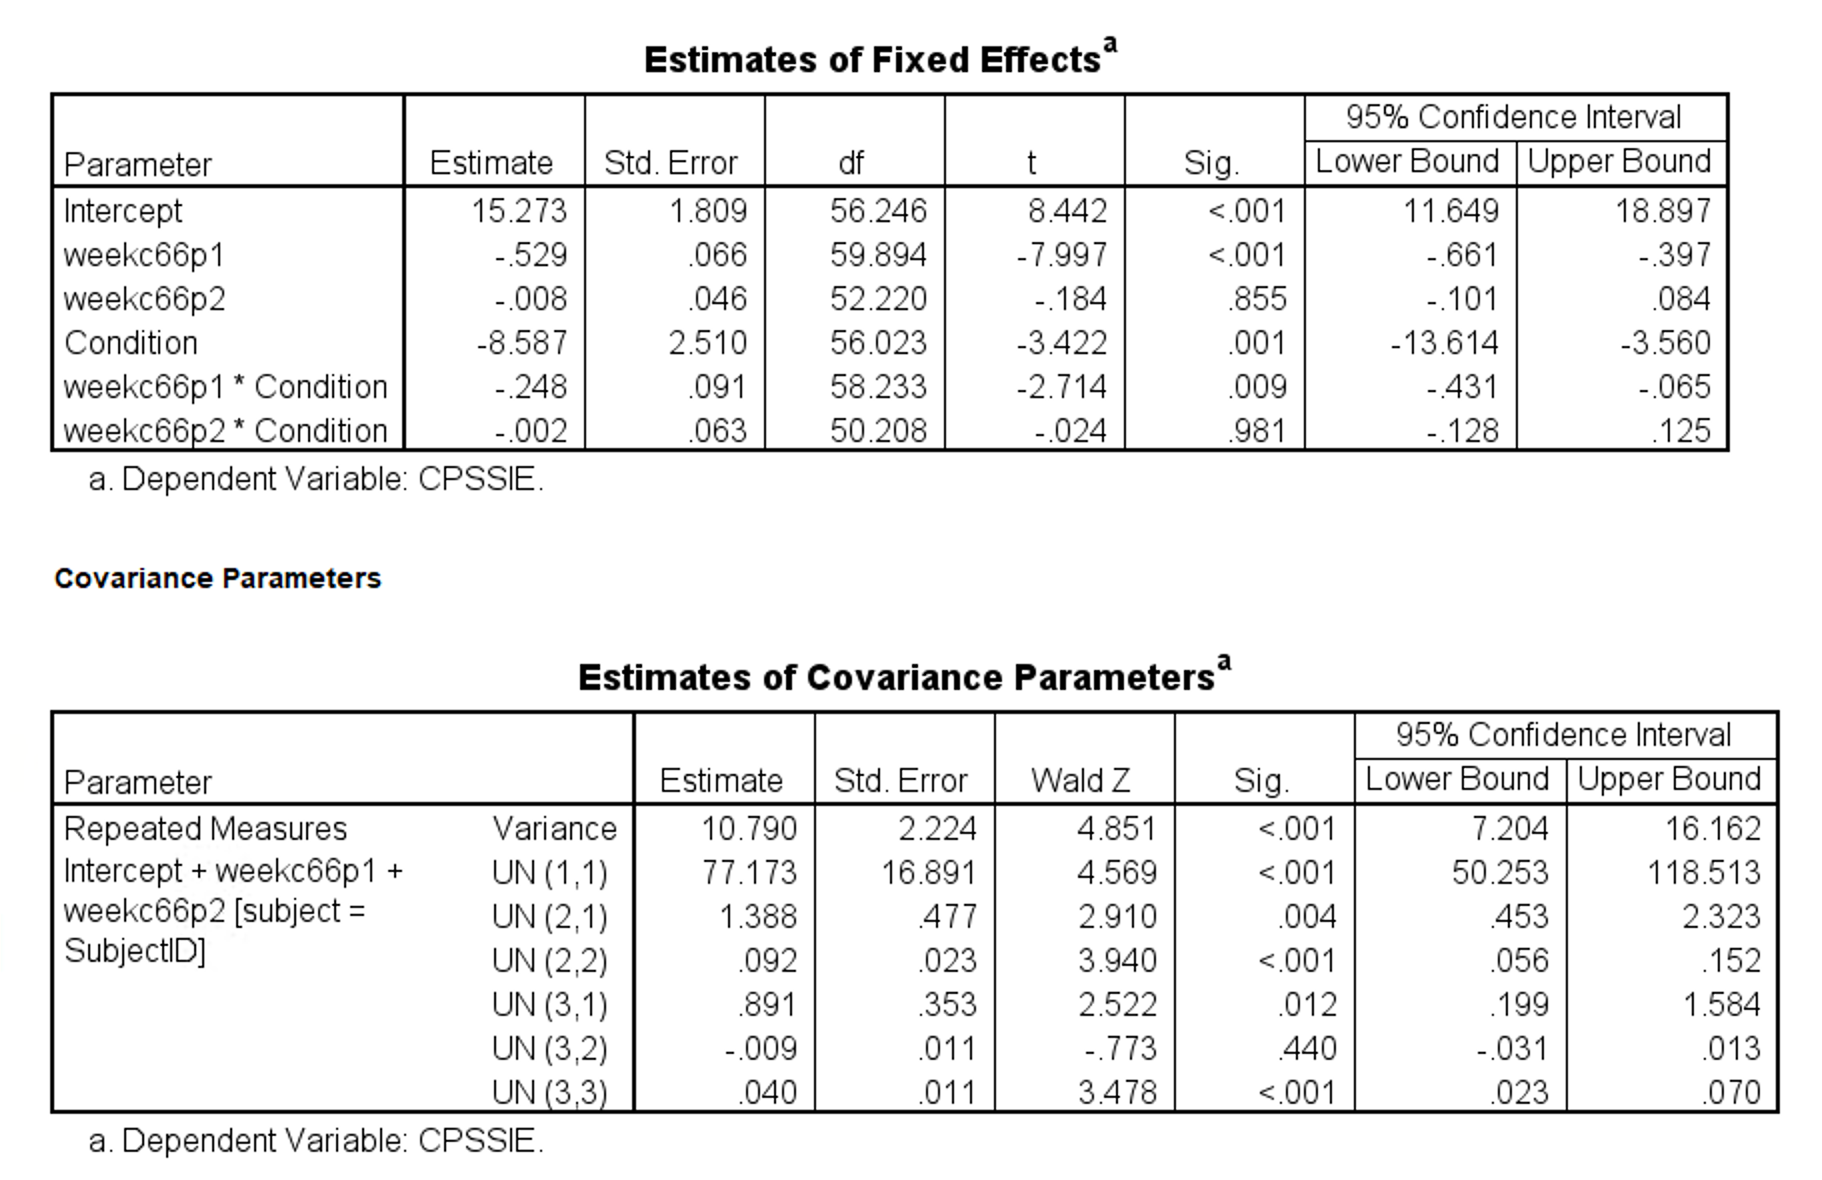 Estimates of Fixed Effectsa
95% Confidence Interval
Parameter Estimate Std. Error df t Sig. Lower Bound Upper Bound
Intercept 15.273 1.809 56.246 8.442 <.001 11.649 18.897
weekc66p1 -.529 .066 59.894 -7.997 <.001 -.661 -.397
weekc66p2 -.008 .046 52.220 -.184 .855 -.101 .084
Condition -8.587 2.510 56.023 -3.422 .001 -13.614 -3.560
weekc66p1 * Condition -.248 .091 58.233 -2.714 .009 -.431 -.065
weekc66p2 * Condition -.002 .063 50.208 -.024 .981 -.128 .125
a. Dependent Variable: CPSSIE.
Covariance Parameters
Estimates of Covariance Parametersa
95% Confidence Interval
Parameter Estimate Std. Error Wald Z Sig. Lower Bound Upper Bound
Repeated Measures Variance 10.790 2.224 4.851 <.001 7.204 16.162
Intercept + weekc66p1 + UN (1,1) 77.173 16.891 4.569 <.001 50.253 118.513
weekc66p2 [subject = UN (2,1) 1.388 .477 2.910 .004 .453 2.323
SubjectID] UN (2,2) .092 .023 3.940 <.001 .056 .152
UN (3,1) .891 .353 2.522 .012 .199 1.584
UN (3,2) -.009 .011 -.773 .440 -.031 .013
UN (3,3) .040 .011 3.478 <.001 .023 .070
a. Dependent Variable: CPSSIE.